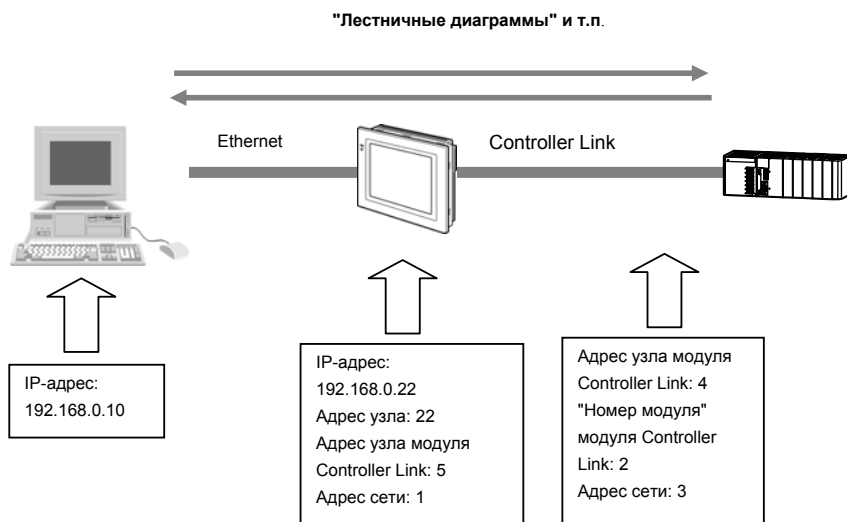 "Лестничные диаграммы" и т.п.
Ethernet
Controller Link
IP-адрес:
192.168.0.10
IP-адрес:
192.168.0.22
Адрес узла: 22
Адрес узла модуля
Controller Link: 5
Адрес сети: 1
Адрес узла модуля
Controller Link: 4
"Номер модуля"
модуля Controller
Link: 2
Адрес сети: 3